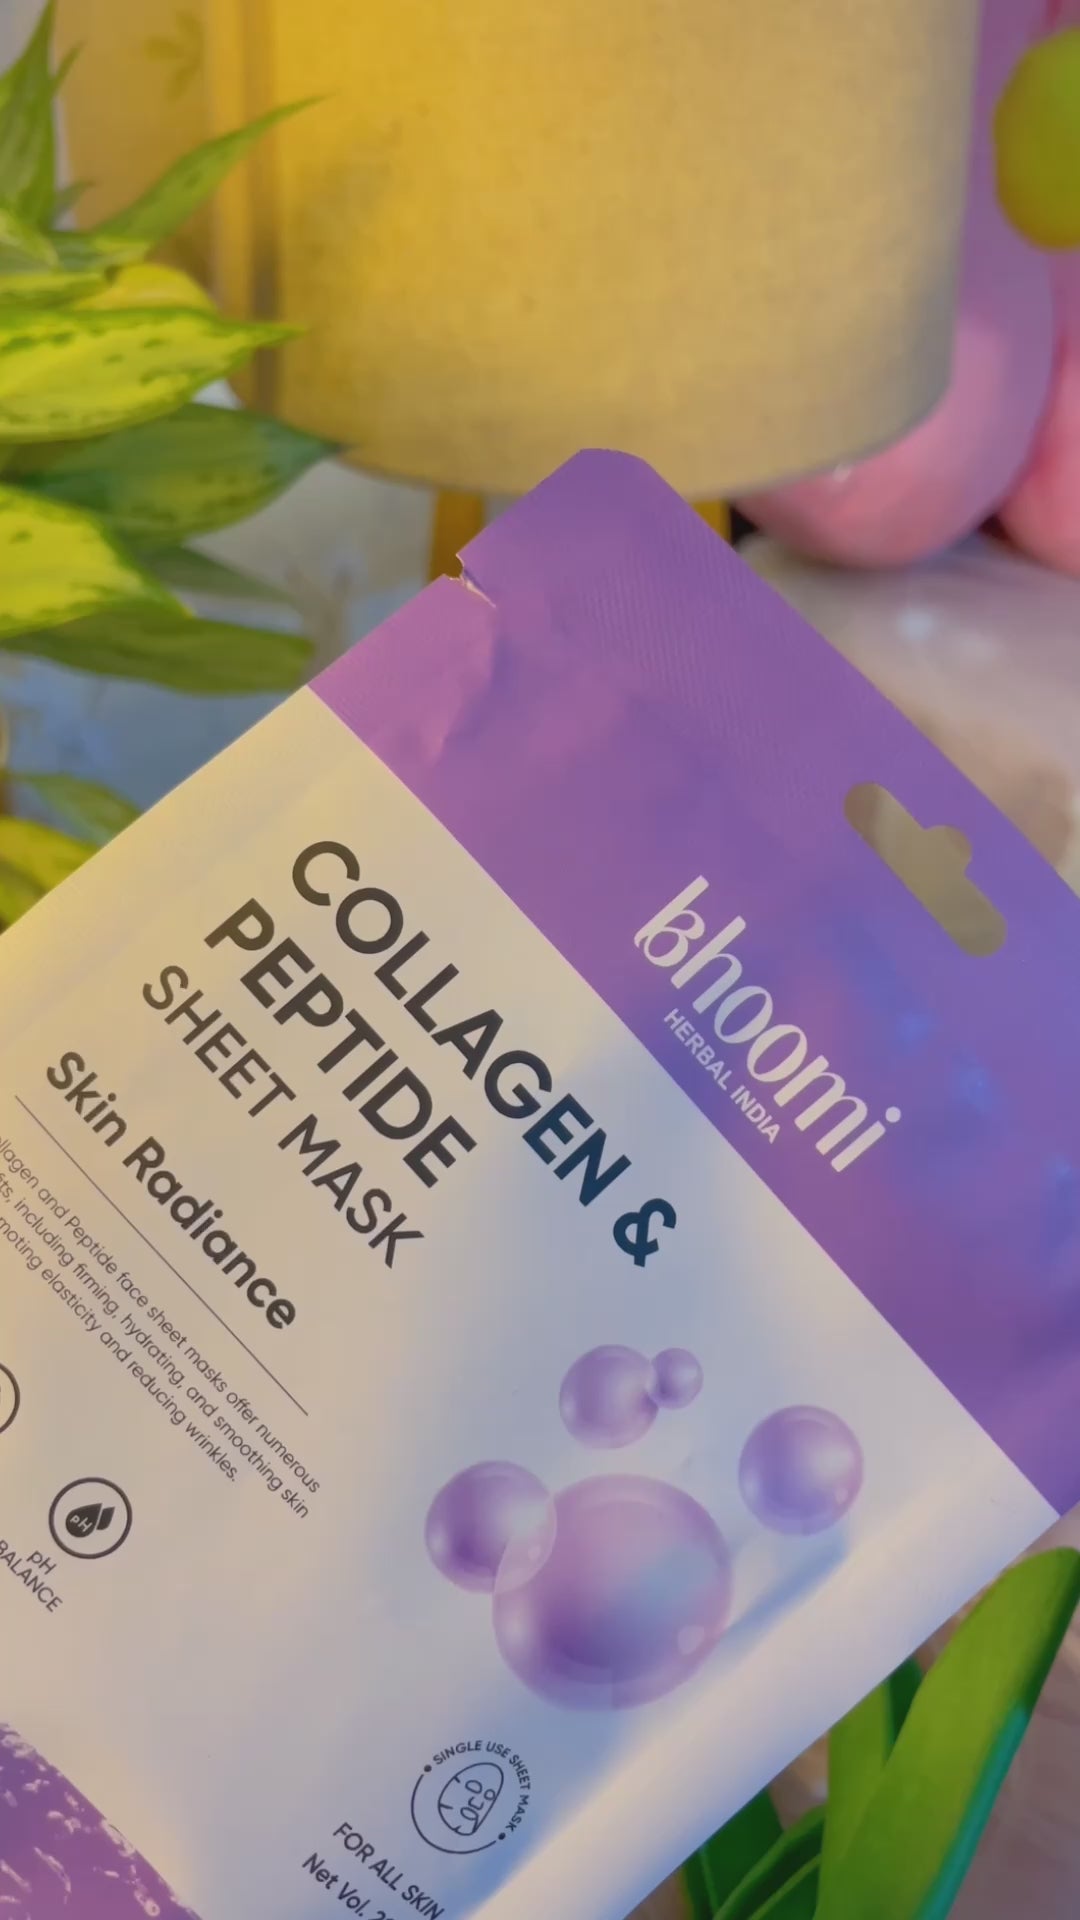 bhoomi
HERBAL INDIA
COLLAGEN &
PEPTIDE
SHEET MASK
Skin Radiance
and Peptide face sheet masks offer numerous
including firming, hydrating, and smoothing skin
elasticity and reducing wrinkles.
pH
pH
BALANCE
SINGLE USE SHEET MASK
FOR ALL SKIN
Net Vol.